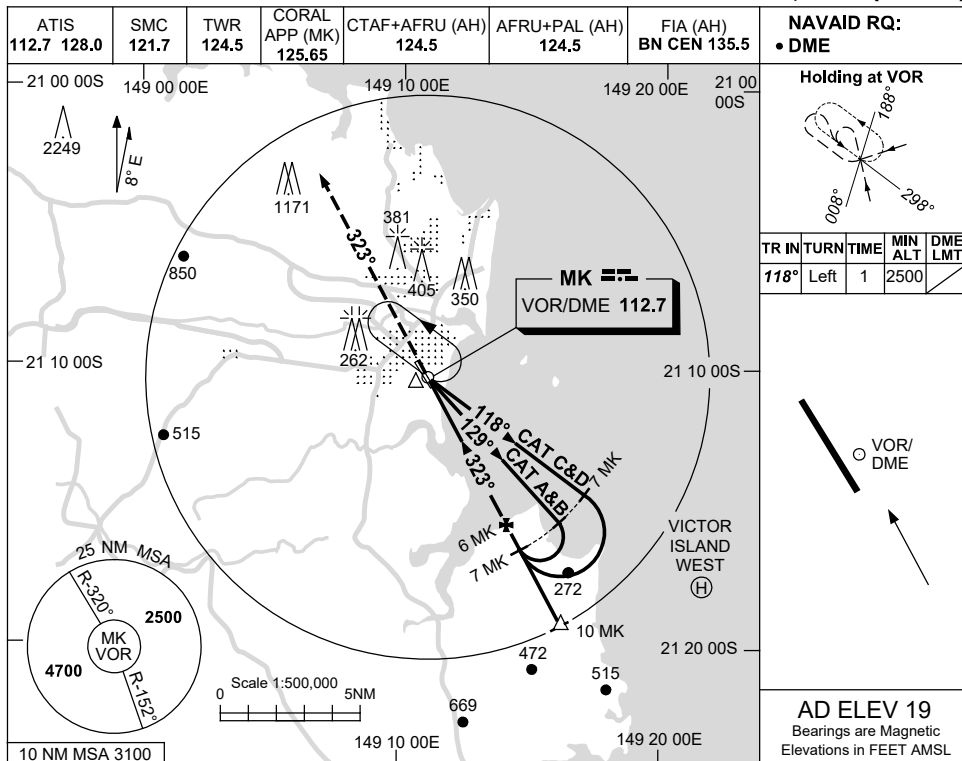 ATIS
112.7 128.0
SMC
121.7
TWR
124.5
CORAL
APP (MK)
125.65
CTAF+AFRU (AH)
124.5
AFRU+PAL (AH)
124.5
FIA (AH)
BN CEN 135.5
NAVAID RQ:
• DME
21 00 00S
149 00 00E
149 10 00E
149 20 00E
21 00
00S
2249
8° E
1171
381
405
350
323°
850
262
MK
VOR/DME 112.7
21 10 00S
21 10 00S
515
118° CAT C&D
129° CAT A&B
323°
7 MK
6 MK
7 MK
272
VICTOR
ISLAND
WEST
H
10 MK
21 20 00S
472
515
669
25 NM MSA
R-320°
2500
MK
VOR
4700
R-152°
Scale 1:500,000
0
5NM
10 NM MSA 3100
149 10 00E
149 20 00E
Holding at VOR
188°
008°
298°
TR IN TURN TIME MIN ALT DME LMT
118° Left 1 2500
VOR/
DME
AD ELEV 19
Bearings are Magnetic
Elevations in FEET AMSL